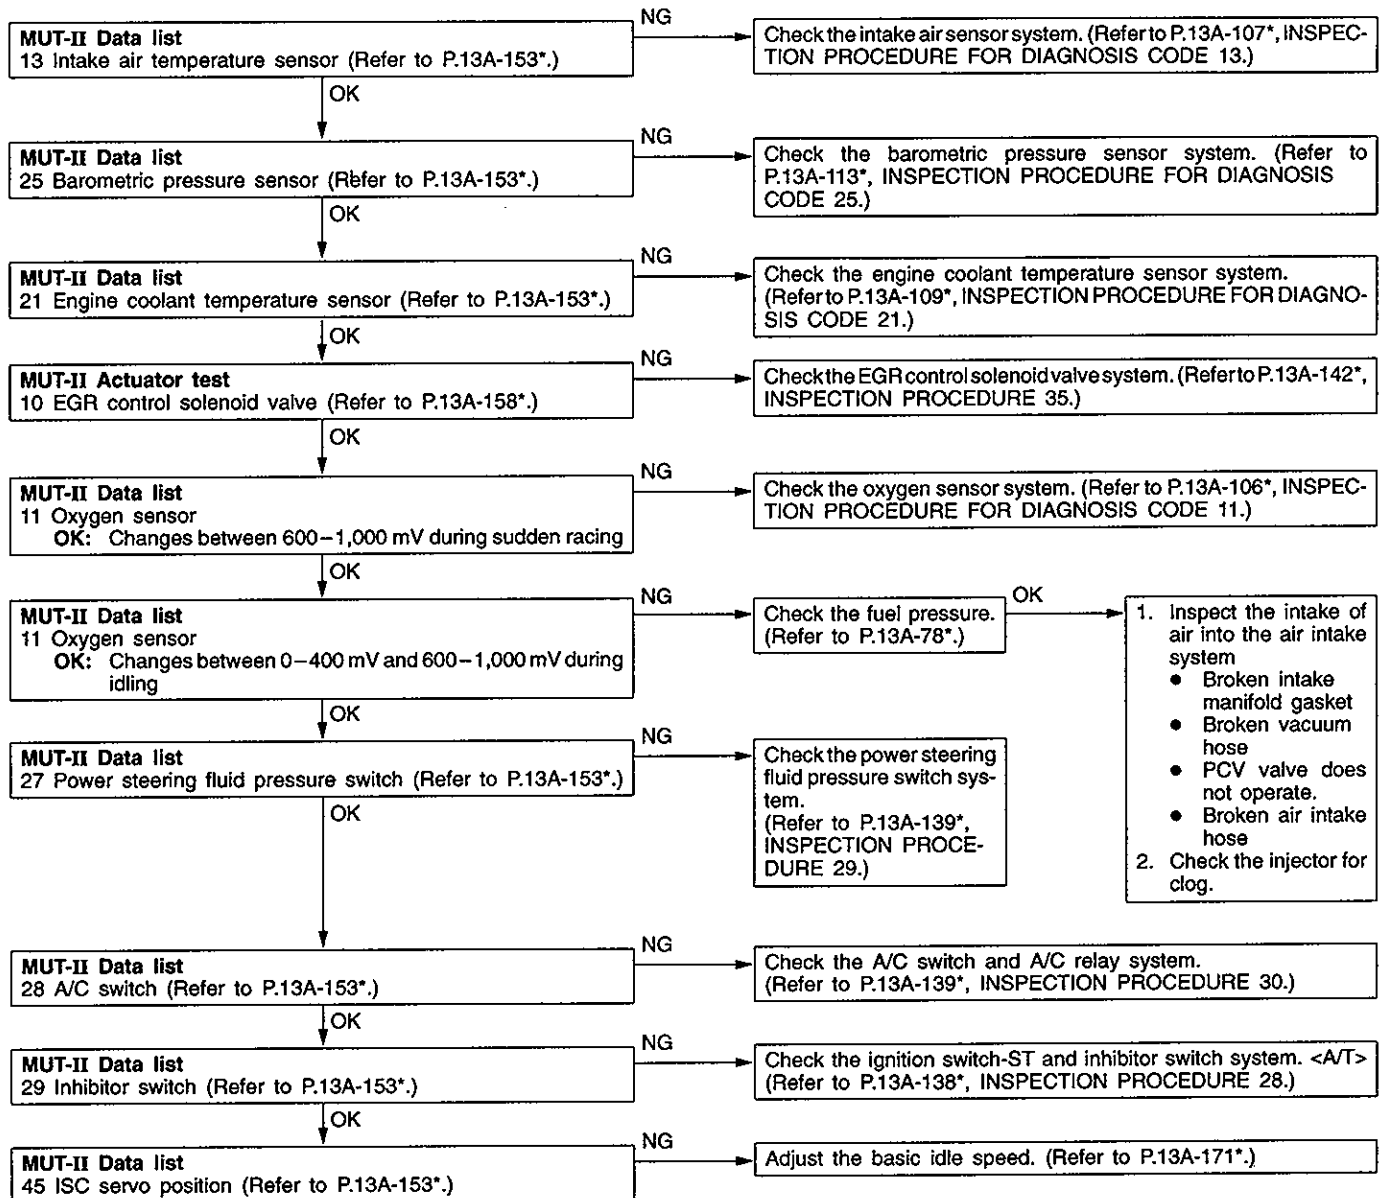 NG
MUT-II Data list
13 Intake air temperature sensor (Refer to P.13A-153*.)
Check the intake air sensor system. (Refer to P.13A-107*, INSPEC-
TION PROCEDURE FOR DIAGNOSIS CODE 13.)
OK
NG
MUT-II Data list
25 Barometric pressure sensor (Refer to P.13A-153*.)
Check the barometric pressure sensor system. (Refer to
P.13A-113*, INSPECTION PROCEDURE FOR DIAGNOSIS
CODE 25.)
OK
NG
MUT-II Data list
21 Engine coolant temperature sensor (Refer to P.13A-153*.)
Check the engine coolant temperature sensor system.
(Refer to P.13A-109*, INSPECTION PROCEDURE FOR DIAGNO-
SIS CODE 21.)
OK
NG
MUT-II Actuator test
10 EGR control solenoid valve (Refer to P.13A-158*.)
Check the EGR control solenoid valve system. (Refer to P.13A-142*,
INSPECTION PROCEDURE 35.)
OK
NG
MUT-II Data list
11 Oxygen sensor
OK: Changes between 600–1,000 mV during sudden racing
Check the oxygen sensor system. (Refer to P.13A-106*, INSPEC-
TION PROCEDURE FOR DIAGNOSIS CODE 11.)
OK
NG
MUT-II Data list
11 Oxygen sensor
OK: Changes between 0–400 mV and 600–1,000 mV during
idling
Check the fuel pressure.
(Refer to P.13A-78*.)
OK
1. Inspect the intake of
air into the air intake
system
● Broken intake
manifold gasket
● Broken vacuum
hose
● PCV valve does
not operate.
● Broken air intake
hose
2. Check the injector for
clog.
OK
NG
MUT-II Data list
27 Power steering fluid pressure switch (Refer to P.13A-153*.)
Check the power steering
fluid pressure switch sys-
tem.
(Refer to P.13A-139*,
INSPECTION PROCE-
DURE 29.)
OK
NG
MUT-II Data list
28 A/C switch (Refer to P.13A-153*.)
Check the A/C switch and A/C relay system.
(Refer to P.13A-139*, INSPECTION PROCEDURE 30.)
OK
NG
MUT-II Data list
29 Inhibitor switch (Refer to P.13A-153*.)
Check the ignition switch-ST and inhibitor switch system. <A/T>
(Refer to P.13A-138*, INSPECTION PROCEDURE 28.)
OK
NG
MUT-II Data list
45 ISC servo position (Refer to P.13A-153*.)
Adjust the basic idle speed. (Refer to P.13A-171*.)